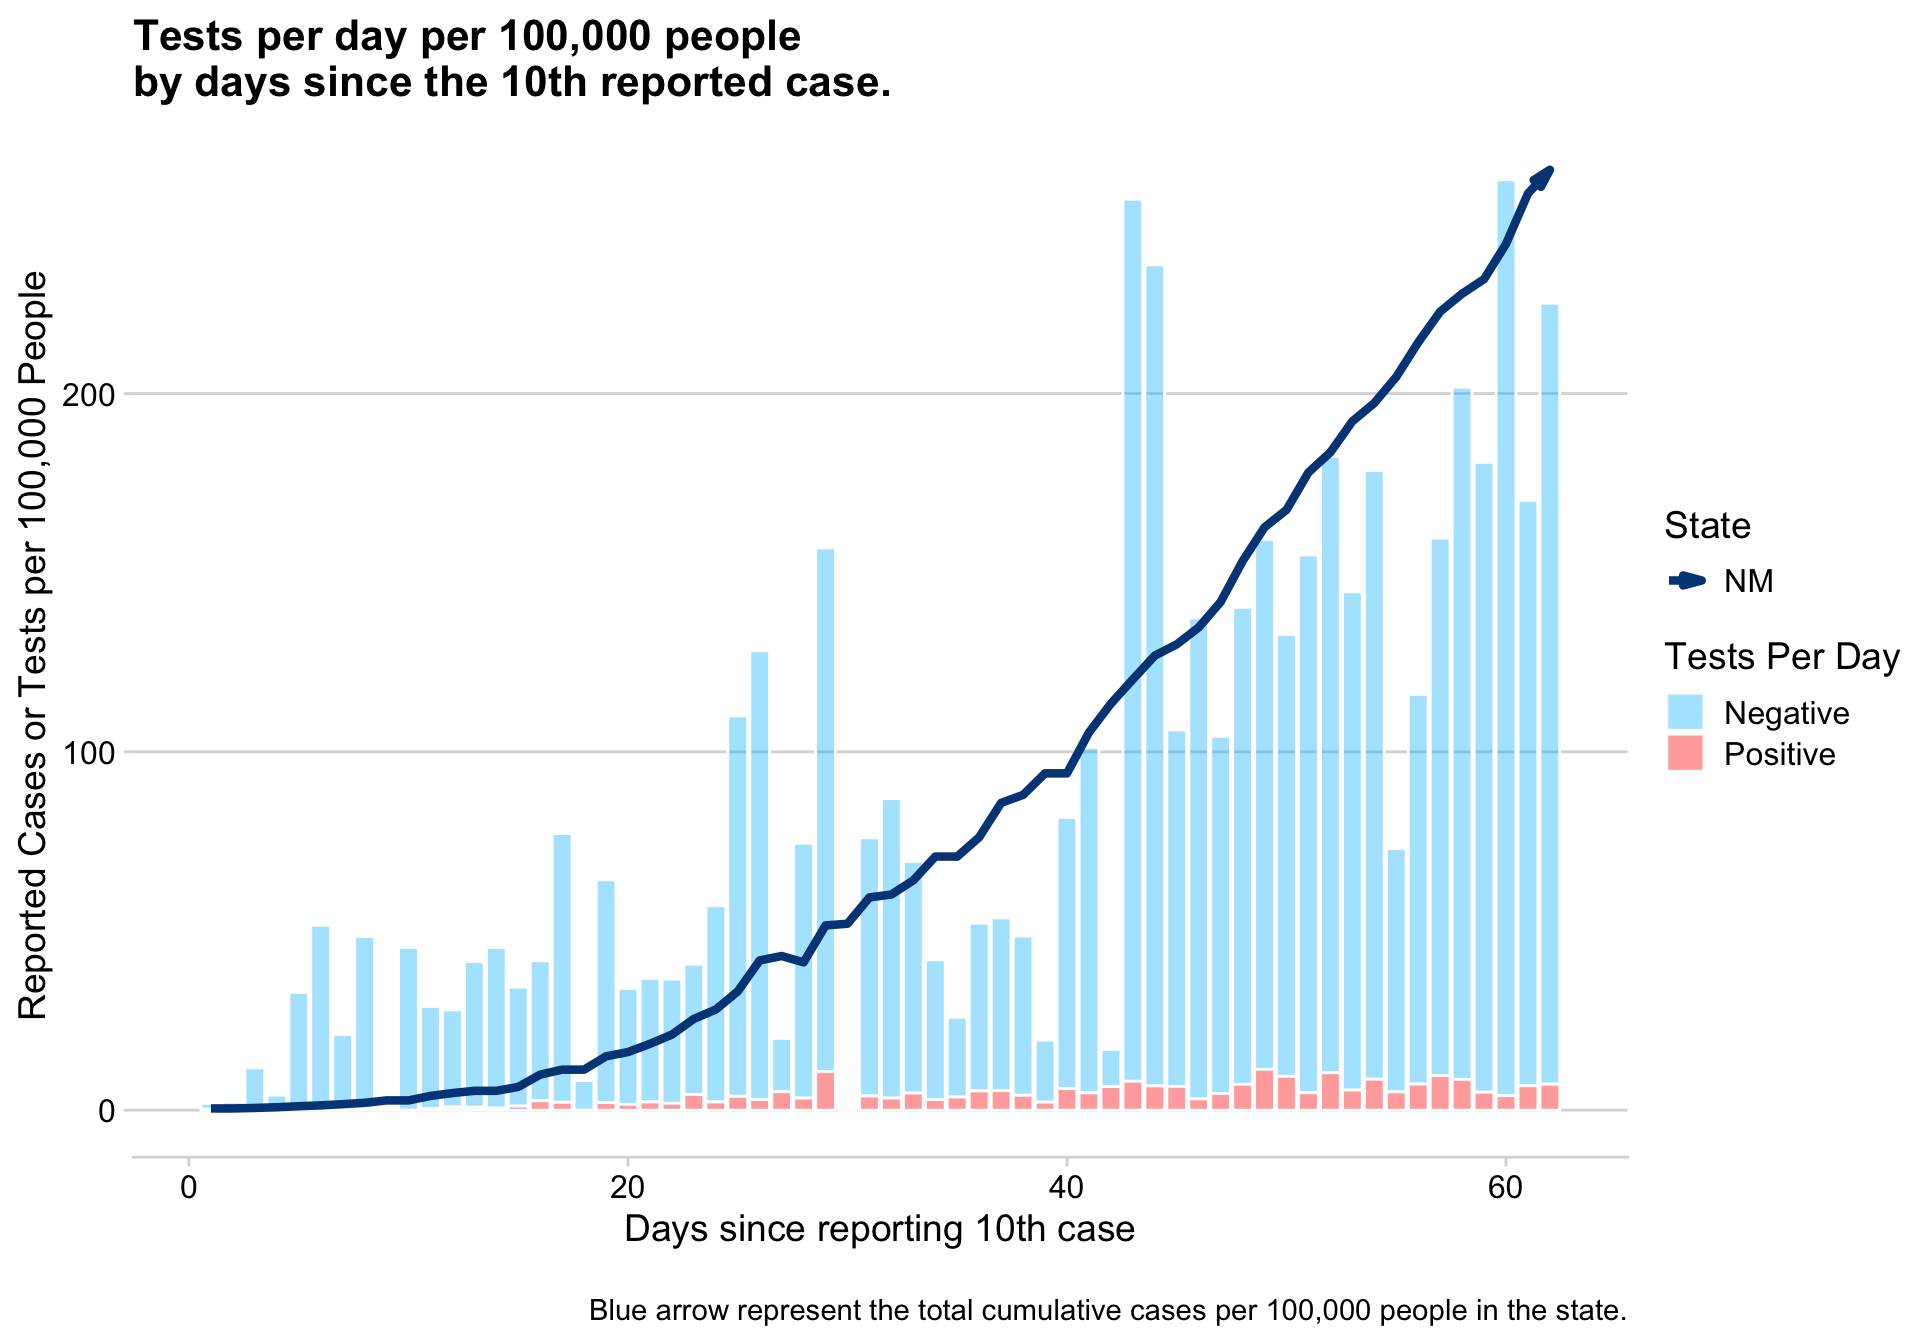 Tests per day per 100,000 people
by days since the 10th reported case.
Reported Cases or Tests per 100,000 People
200
100
0
0
20
40
60
Days since reporting 10th case
State
NM
Tests Per Day
Negative
Positive
Blue arrow represent the total cumulative cases per 100,000 people in the state.